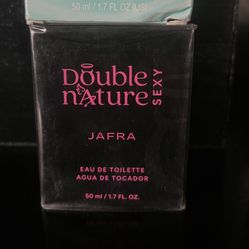 50 ml / 1.7 FL OZ (US)
Double
nAture
SEXY
JAFRA
EAU DE TOILETTE
AGUA DE TOCADOR
50 ml / 1.7 FL. OZ.